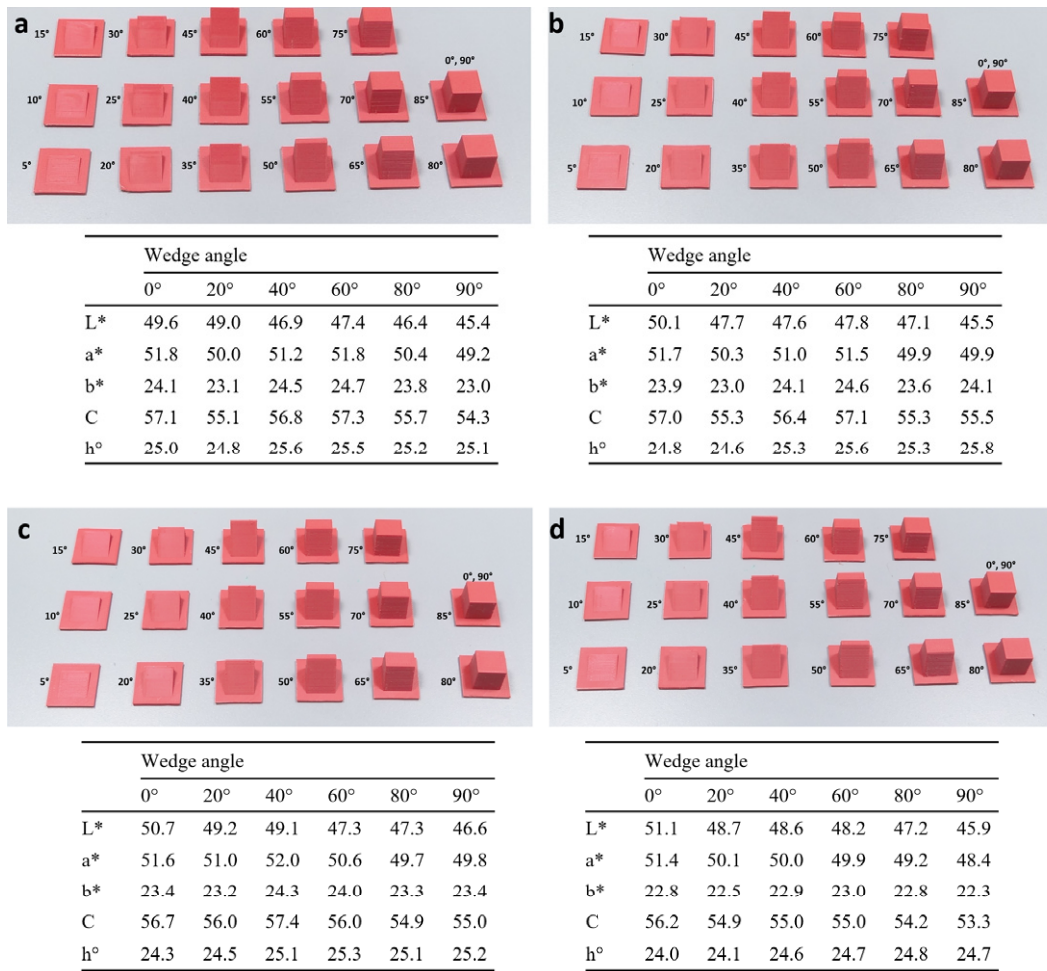 a
15° 30° 45° 60° 75°
0°, 90°
10° 25° 40° 55° 70° 85°
5° 20° 35° 50° 65° 80°
Wedge angle
0° 20° 40° 60° 80° 90°
L* 49.6 49.0 46.9 47.4 46.4 45.4
a* 51.8 50.0 51.2 51.8 50.4 49.2
b* 24.1 23.1 24.5 24.7 23.8 23.0
C 57.1 55.1 56.8 57.3 55.7 54.3
h° 25.0 24.8 25.6 25.5 25.2 25.1
b
15° 30° 45° 60° 75°
0°, 90°
10° 25° 40° 55° 70° 85°
5° 20° 35° 50° 65° 80°
Wedge angle
0° 20° 40° 60° 80° 90°
L* 50.1 47.7 47.6 47.8 47.1 45.5
a* 51.7 50.3 51.0 51.5 49.9 49.9
b* 23.9 23.0 24.1 24.6 23.6 24.1
C 57.0 55.3 56.4 57.1 55.3 55.5
h° 24.8 24.6 25.3 25.6 25.3 25.8
c
15° 30° 45° 60° 75°
0°, 90°
10° 25° 40° 55° 70° 85°
5° 20° 35° 50° 65° 80°
Wedge angle
0° 20° 40° 60° 80° 90°
L* 50.7 49.2 49.1 47.3 47.3 46.6
a* 51.6 51.0 52.0 50.6 49.7 49.8
b* 23.4 23.2 24.3 24.0 23.3 23.4
C 56.7 56.0 57.4 56.0 54.9 55.0
h° 24.3 24.5 25.1 25.3 25.1 25.2
d
15° 30° 45° 60° 75°
0°, 90°
10° 25° 40° 55° 70° 85°
5° 20° 35° 50° 65° 80°
Wedge angle
0° 20° 40° 60° 80° 90°
L* 51.1 48.7 48.6 48.2 47.2 45.9
a* 51.4 50.1 50.0 49.9 49.2 48.4
b* 22.8 22.5 22.9 23.0 22.8 22.3
C 56.2 54.9 55.0 55.0 54.2 53.3
h° 24.0 24.1 24.6 24.7 24.8 24.7